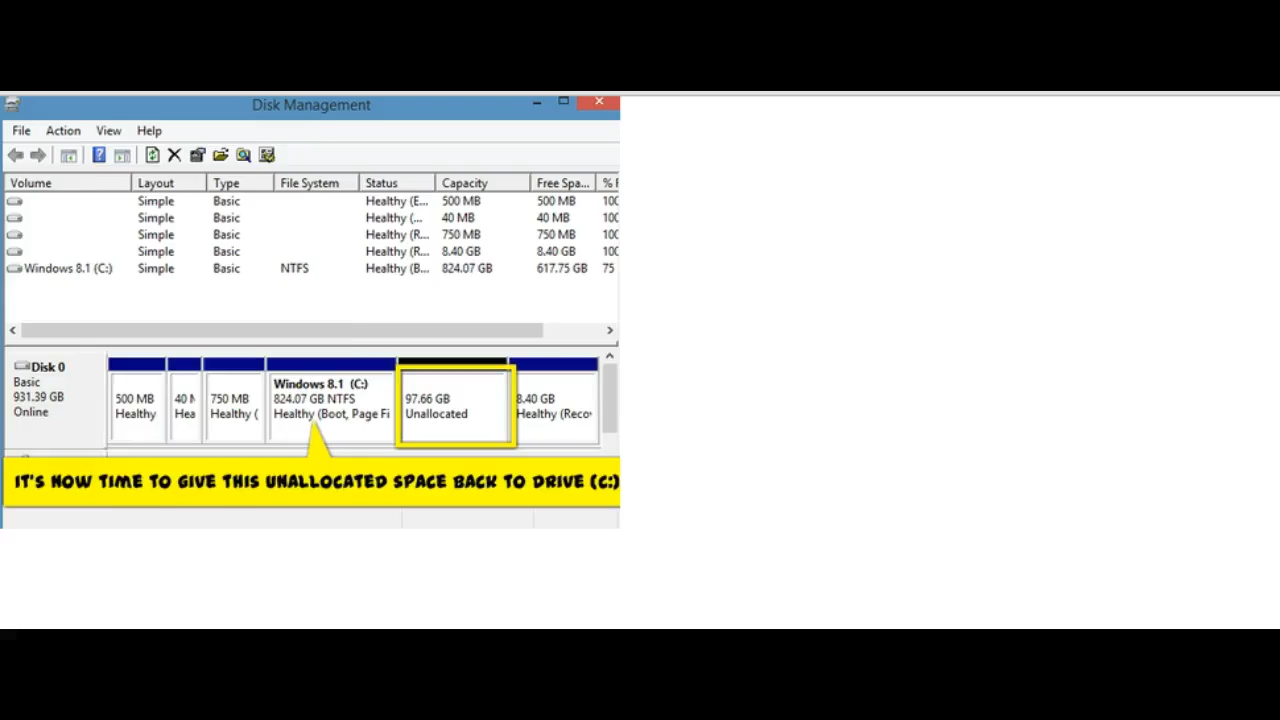 Disk Management
File Action View Help
Volume Layout Type File System Status Capacity Free Spa... %
Simple Basic Healthy (E... 500 MB 500 MB
Simple Basic Healthy (... 40 MB 40 MB
Simple Basic Healthy (R... 750 MB 750 MB
Simple Basic Healthy (R... 8.40 GB 8.40 GB
Windows 8.1 (C:) Simple Basic NTFS Healthy (B... 824.07 GB 617.75 GB 75
Disk 0
Basic
931.39 GB
Online
500 MB
Healthy
40
Hea
750 MB
Healthy (
Windows 8.1 (C:)
824.07 GB NTFS
Healthy (Boot, Page Fi
97.66 GB
Unallocated
8.40 GB
Healthy (Reco
IT'S NOW TIME TO GIVE THIS UNALLOCATED SPACE BACK TO DRIVE (C:)